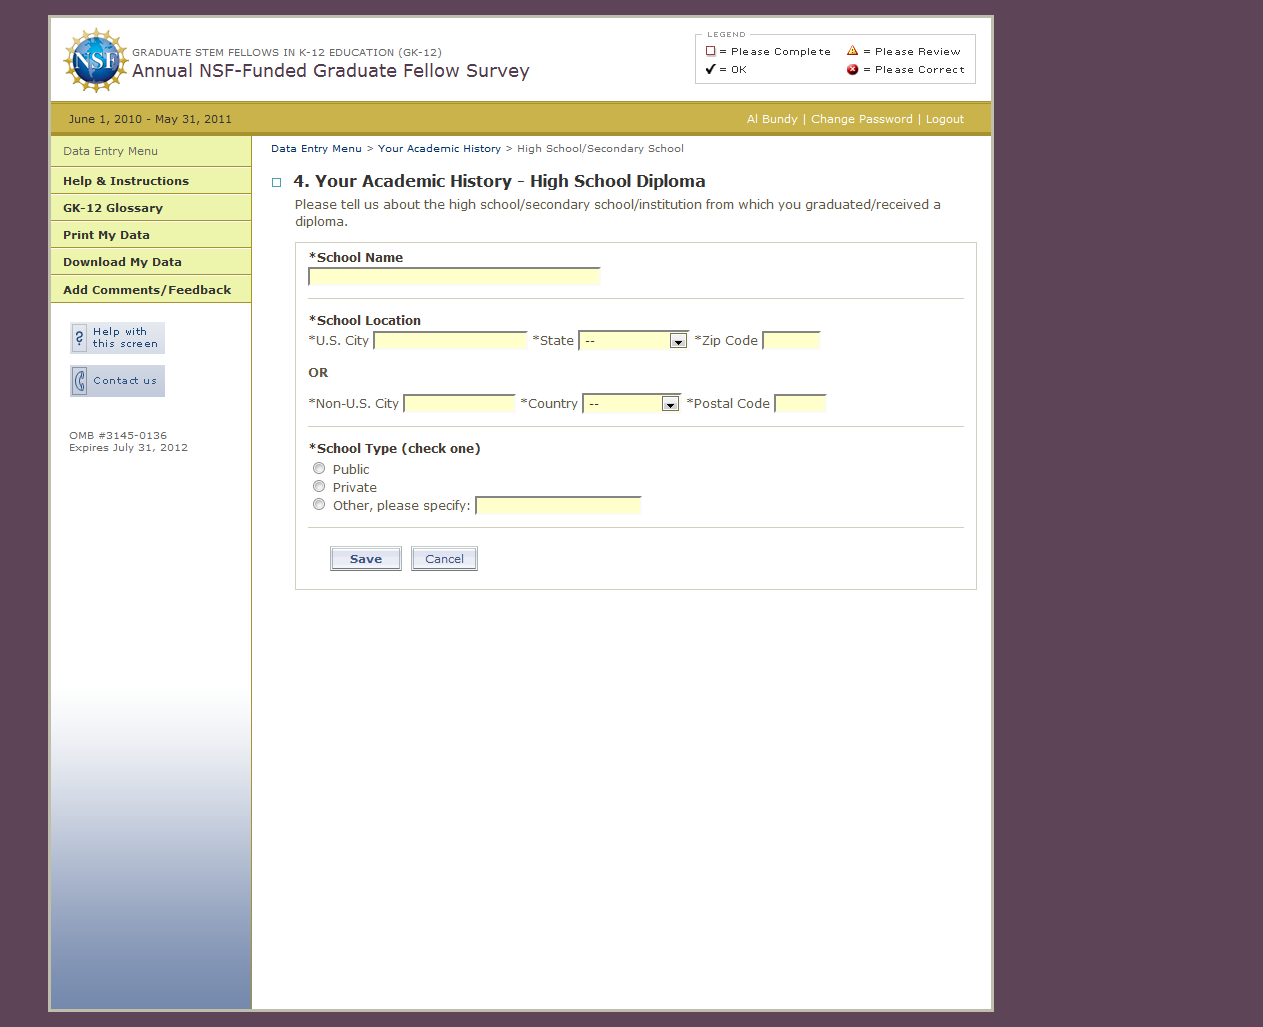 NSF
GRADUATE STEM FELLOWS IN K-12 EDUCATION (GK-12)
Annual NSF-Funded Graduate Fellow Survey
LEGEND
= Please Complete
= Please Review
= OK
= Please Correct
June 1, 2010 - May 31, 2011
Al Bundy | Change Password | Logout
Data Entry Menu
Help & Instructions
GK-12 Glossary
Print My Data
Download My Data
Add Comments/Feedback
? Help with
this screen
Contact us
OMB #3145-0136
Expires July 31, 2012
Data Entry Menu > Your Academic History > High School/Secondary School
4. Your Academic History - High School Diploma
Please tell us about the high school/secondary school/institution from which you graduated/received a
diploma.
*School Name
*School Location
*U.S. City *State -- *Zip Code
OR
*Non-U.S. City *Country -- *Postal Code
*School Type (check one)
Public
Private
Other, please specify:
Save Cancel